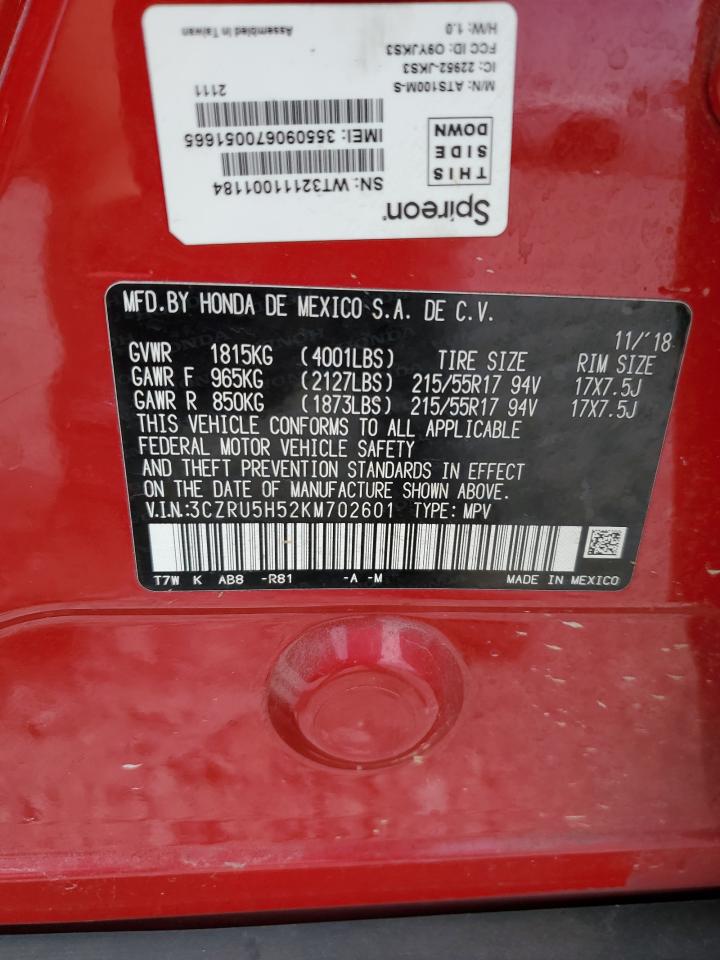 Spireon®
THIS
SIDE
DOWN
SN: WT32111001184
IMEI: 355090670051665
2111
M/N: ATS100M-S
IC: 22952-JKS3
FCC ID: O9YJKS3
H/W: 1.0
Assembled in Taiwan
MFD.BY HONDA DE MEXICO S.A. DE C.V.
11/'18
GVWR 1815KG (4001LBS) TIRE SIZE RIM SIZE
GAWR F 965KG (2127LBS) 215/55R17 94V 17X7.5J
GAWR R 850KG (1873LBS) 215/55R17 94V 17X7.5J
THIS VEHICLE CONFORMS TO ALL APPLICABLE
FEDERAL MOTOR VEHICLE SAFETY
AND THEFT PREVENTION STANDARDS IN EFFECT
ON THE DATE OF MANUFACTURE SHOWN ABOVE.
V.I.N:3CZRU5H52KM702601 TYPE: MPV
T7W K AB8 -R81 -A -M MADE IN MEXICO